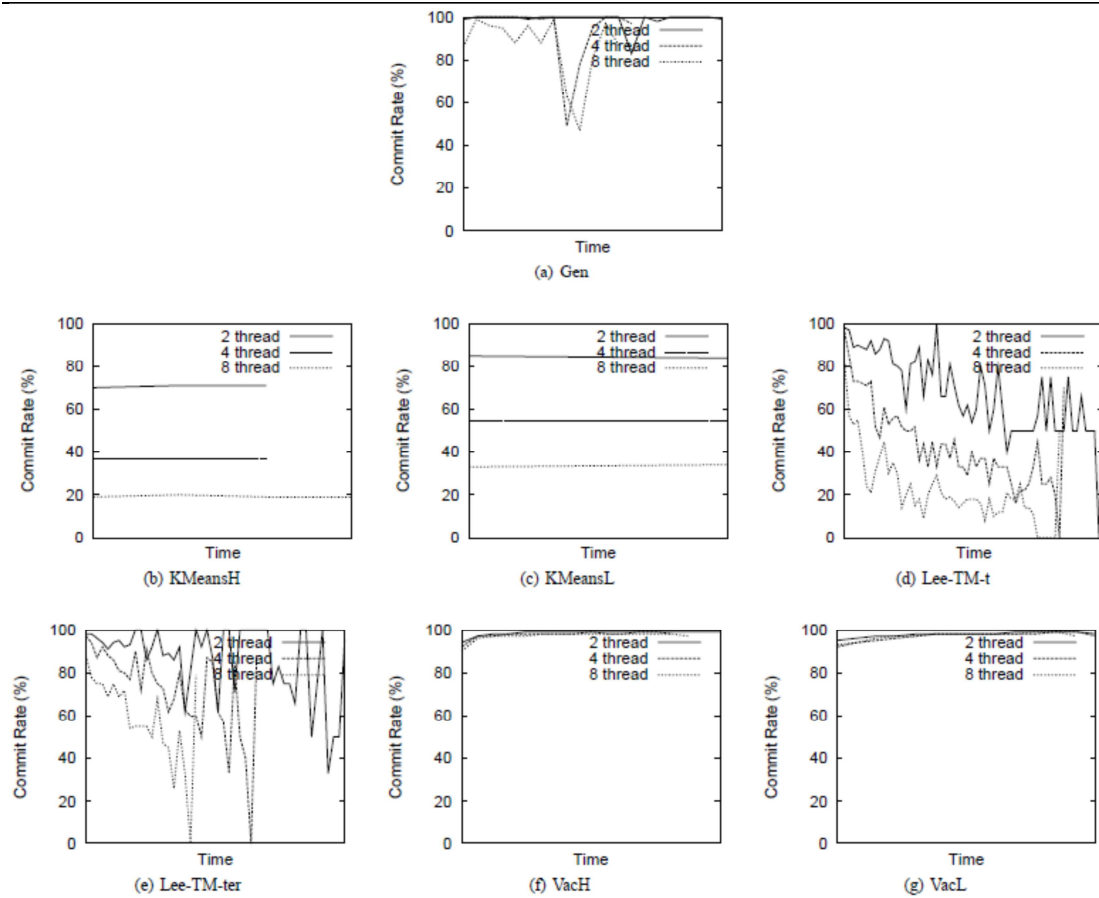 100
80
60
40
20
0
Commit Rate (%)
2 thread
4 thread
8 thread
Time
(a) Gen
100
80
60
40
20
0
Commit Rate (%)
2 thread
4 thread
8 thread
Time
(b) KMeansH
100
80
60
40
20
0
Commit Rate (%)
2 thread
4 thread
8 thread
Time
(c) KMeansL
100
80
60
40
20
0
Commit Rate (%)
2 thread
4 thread
8 thread
Time
(d) Lee-TM-t
100
80
60
40
20
0
Commit Rate (%)
2 thread
4 thread
8 thread
Time
(e) Lee-TM-ter
100
80
60
40
20
0
Commit Rate (%)
2 thread
4 thread
8 thread
Time
(f) VacH
100
80
60
40
20
0
Commit Rate (%)
2 thread
4 thread
8 thread
Time
(g) VacL